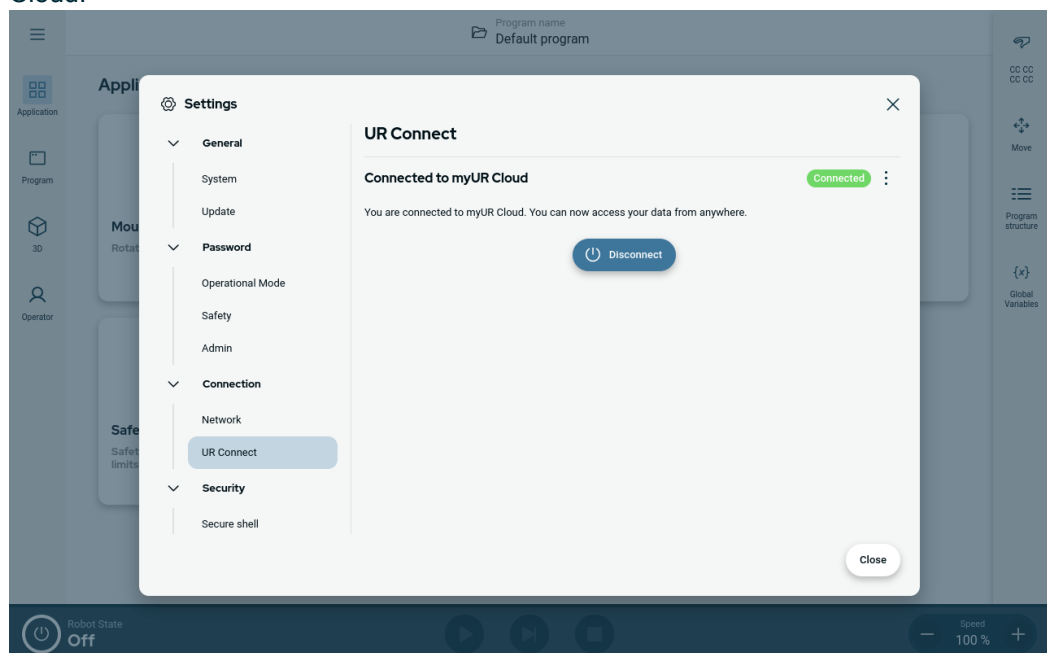 Program name
Default program
Application
Program
3D
Operator
Appli
Mou
Rotat
Safe
Safet
limits
Settings
General
System
Update
Password
Operational Mode
Safety
Admin
Connection
Network
UR Connect
Security
Secure shell
UR Connect
Connected to myUR Cloud
Connected
You are connected to myUR Cloud. You can now access your data from anywhere.
Disconnect
Close
CC CC
CC CC
Move
Program
structure
{x}
Global
Variables
Robot State
Off
Speed
100 %